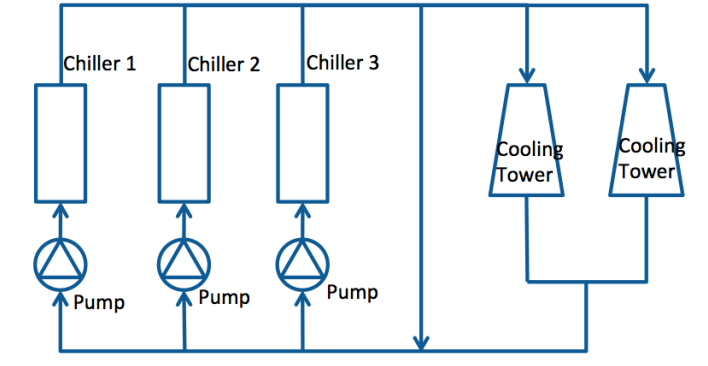 Chiller 1
Chiller 2
Chiller 3
Cooling
Tower
Cooling
Tower
Pump
Pump
Pump